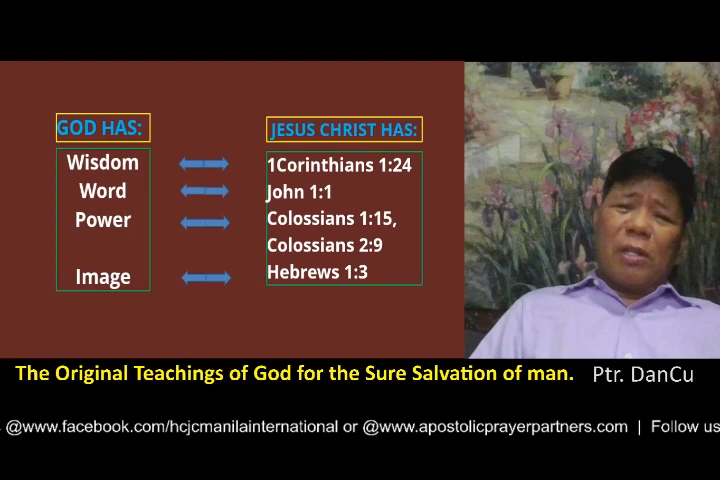 GOD HAS:
Wisdom
Word
Power
Image
JESUS CHRIST HAS:
1Corinthians 1:24
John 1:1
Colossians 1:15,
Colossians 2:9
Hebrews 1:3
The Original Teachings of God for the Sure Salvation of man. Ptr. DanCu
@www.facebook.com/hcjcmanilainternational or @www.apostolicprayerpartners.com | Follow us